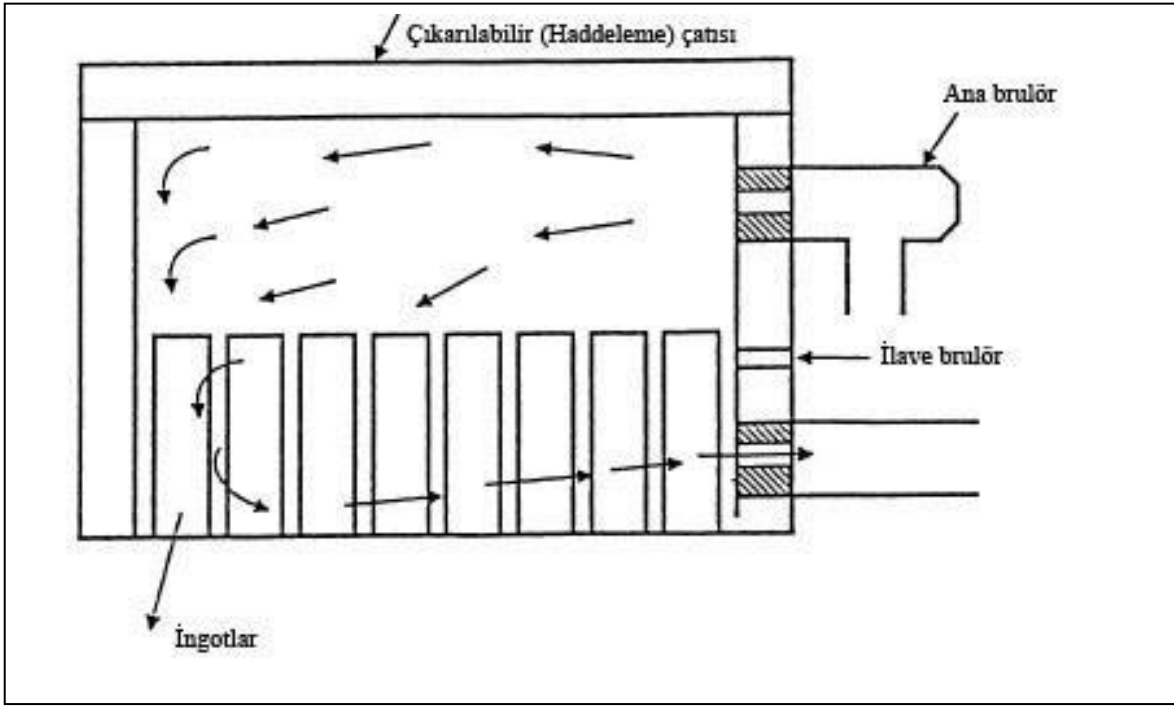 Çıkarılabilir (Haddeleme) çatısı
Ana brulör
İlave brulör
İngotlar